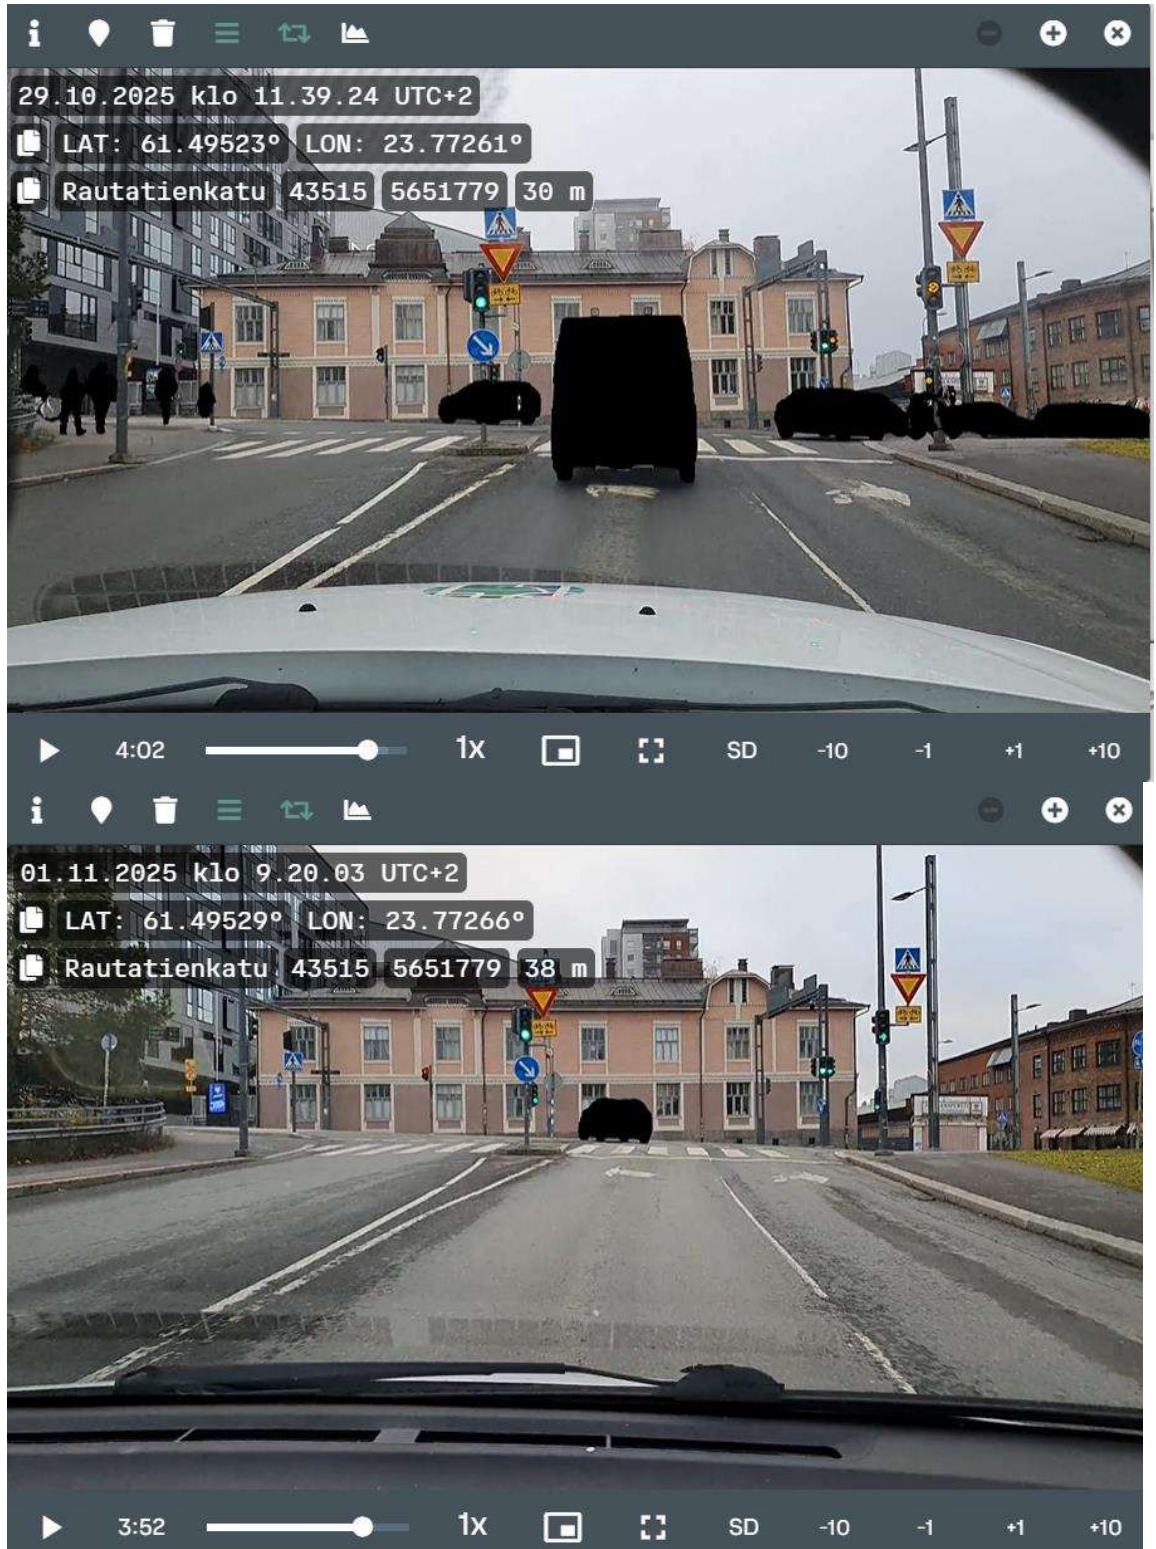 29.10.2025 klo 11.39.24 UTC+2
LAT: 61.49523° LON: 23.77261°
Rautatienkatu 43515 5651779 30 m
4:02 1x SD -10 -1 +1 +10
01.11.2025 klo 9.20.03 UTC+2
LAT: 61.49529° LON: 23.77266°
Rautatienkatu 43515 5651779 38 m
3:52 1x SD -10 -1 +1 +10